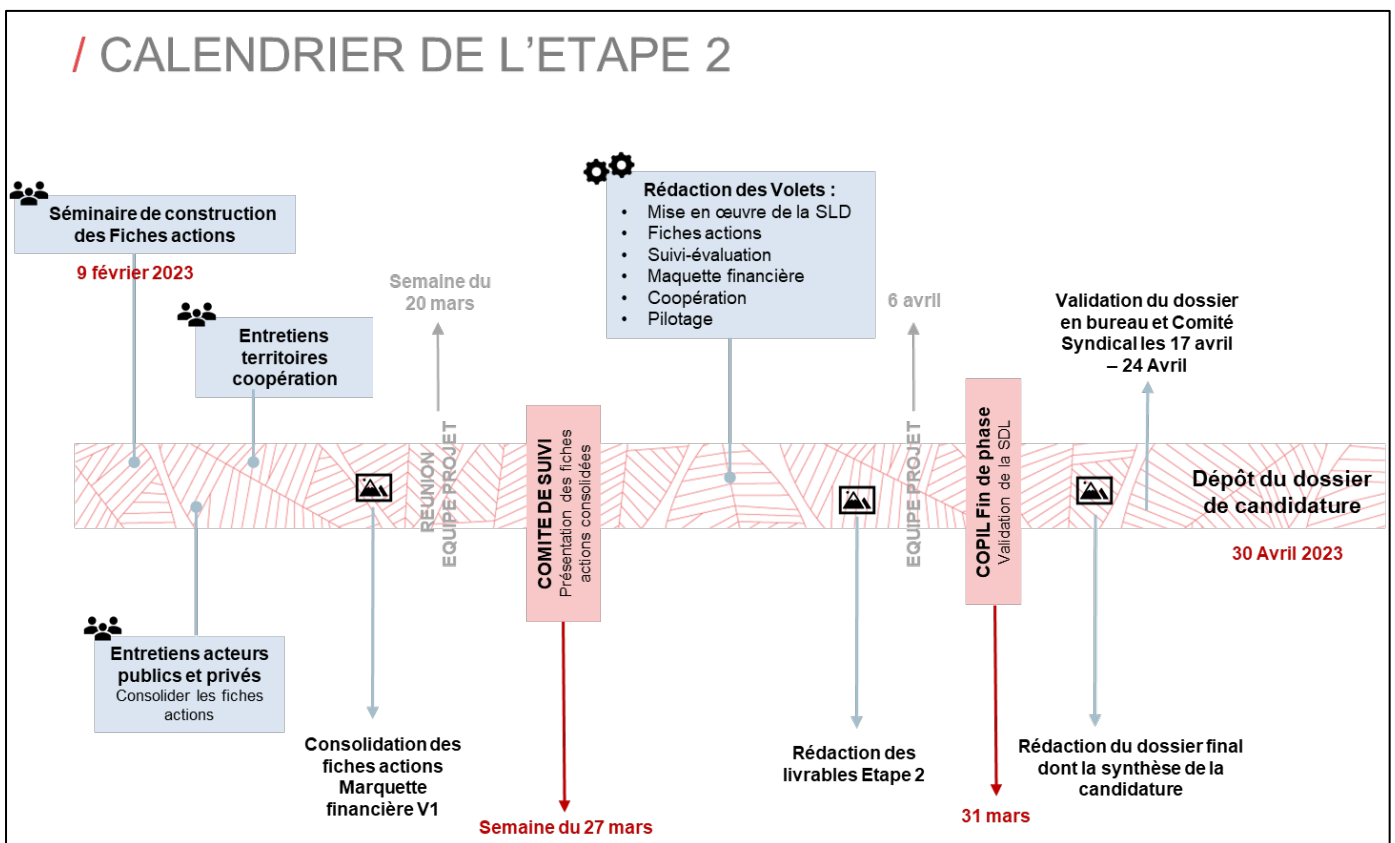 / CALENDRIER DE L'ETAPE 2
Séminaire de construction
des Fiches actions
9 février 2023
Entretiens
territoires
coopération
Semaine du
20 mars
Rédaction des Volets :
• Mise en œuvre de la SLD
• Fiches actions
• Suivi-évaluation
• Maquette financière
• Coopération
• Pilotage
6 avril
Validation du dossier
en bureau et Comité
Syndical les 17 avril
– 24 Avril
REUNION
EQUIPE PROJET
COMITE DE SUIVI
Présentation des fiches
actions consolidées
EQUIPE PROJET
COPIL Fin de phase
Validation de la SDL
Dépôt du dossier
de candidature
30 Avril 2023
Entretiens acteurs
publics et privés
Consolider les fiches
actions
Consolidation des
fiches actions
Marquette
financière V1
Semaine du 27 mars
Rédaction des
livrables Etape 2
31 mars
Rédaction du dossier final
dont la synthèse de la
candidature